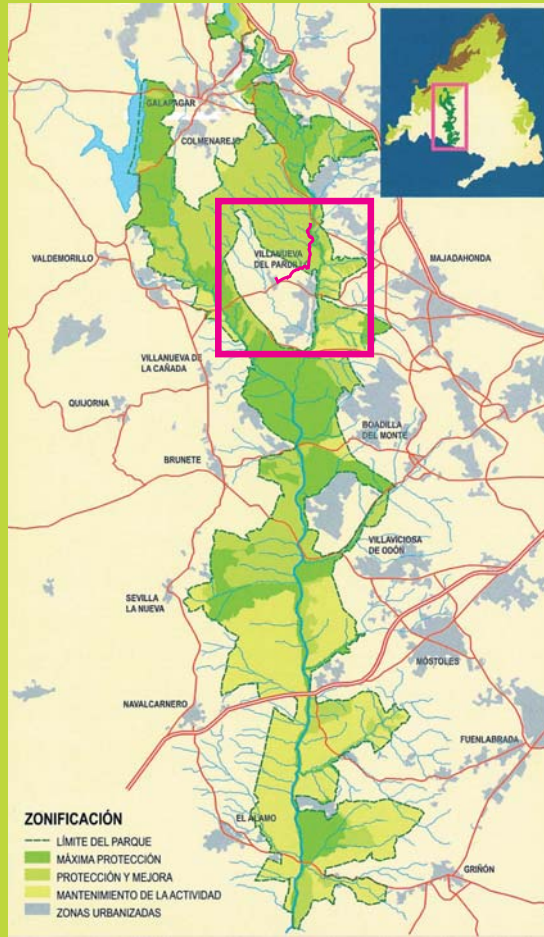 GALAPAGAR
COLMENAREJO
VALDEMORILLO
VILLANUEVA
DEL PARDILLO
MAJADAHONDA
VILLANUEVA DE
LA CAÑADA
QUIJORNA
BOADILLA
DEL MONTE
BRUNETE
VILLAVICIOSA
DE ODÓN
SEVILLA
LA NUEVA
MÓSTOLES
NAVALCARNERO
FUENLABRADA
EL ÁLAMO
GRIÑÓN
ZONIFICACIÓN
LÍMITE DEL PARQUE
MÁXIMA PROTECCIÓN
PROTECCIÓN Y MEJORA
MANTENIMIENTO DE LA ACTIVIDAD
ZONAS URBANIZADAS